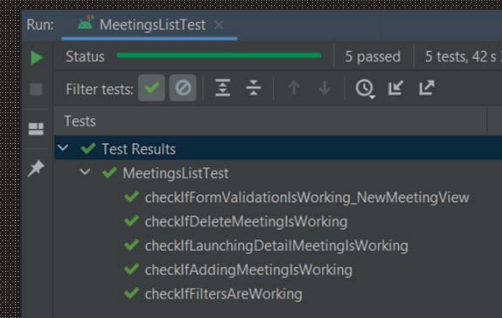 Run: MeetingsListTest
Status 5 passed 5 tests, 42 s
Filter tests:
Tests
Test Results
MeetingsListTest
checkIfFormValidationIsWorking_NewMeetingView
checkIfDeleteMeetingIsWorking
checkIfLaunchingDetailMeetingIsWorking
checkIfAddingMeetingIsWorking
checkIfFiltersAreWorking